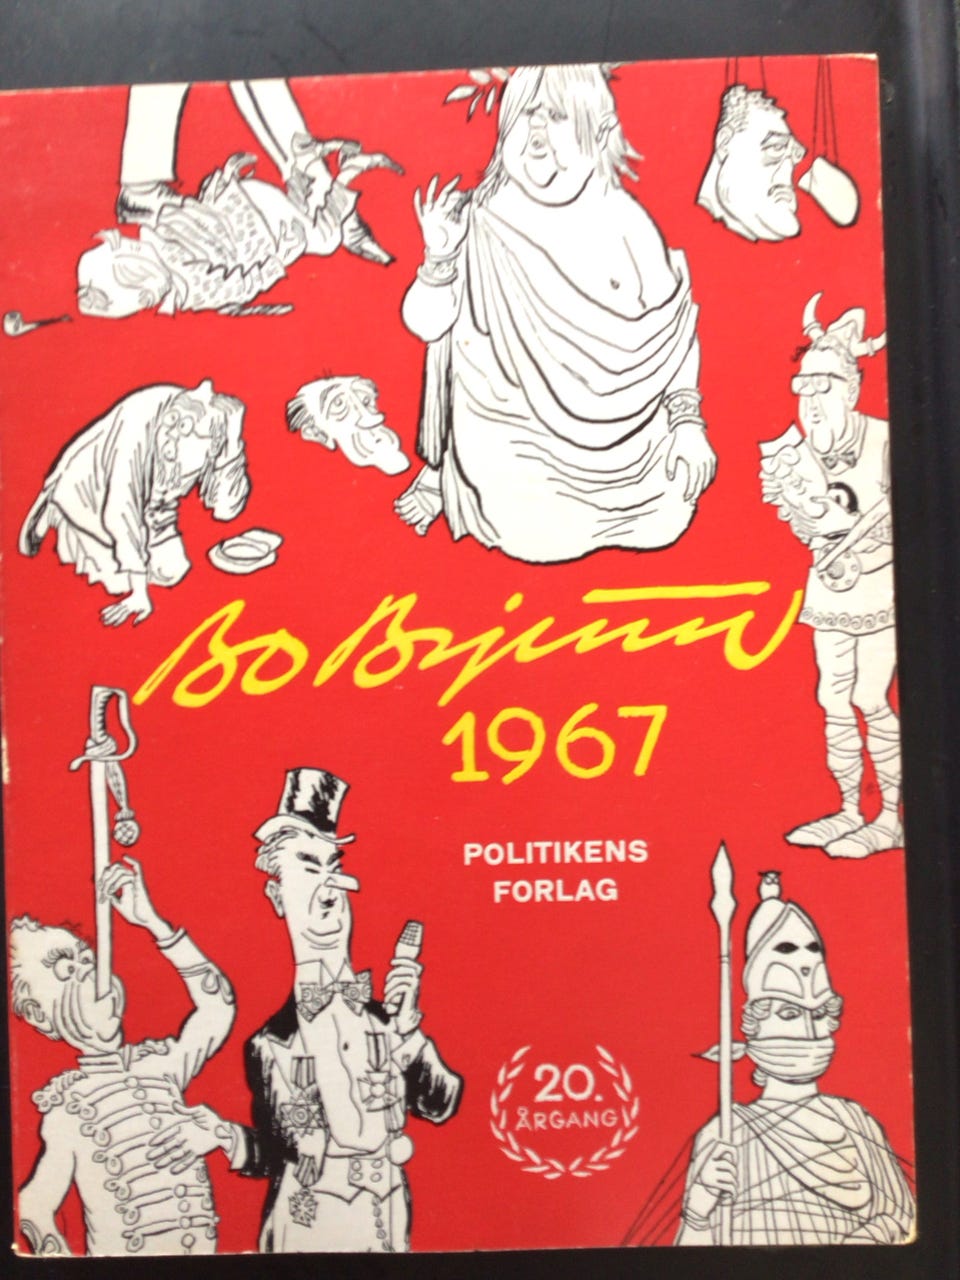 Bo Bojesen
1967
POLITIKENS
FORLAG
20.
ÅRGANG